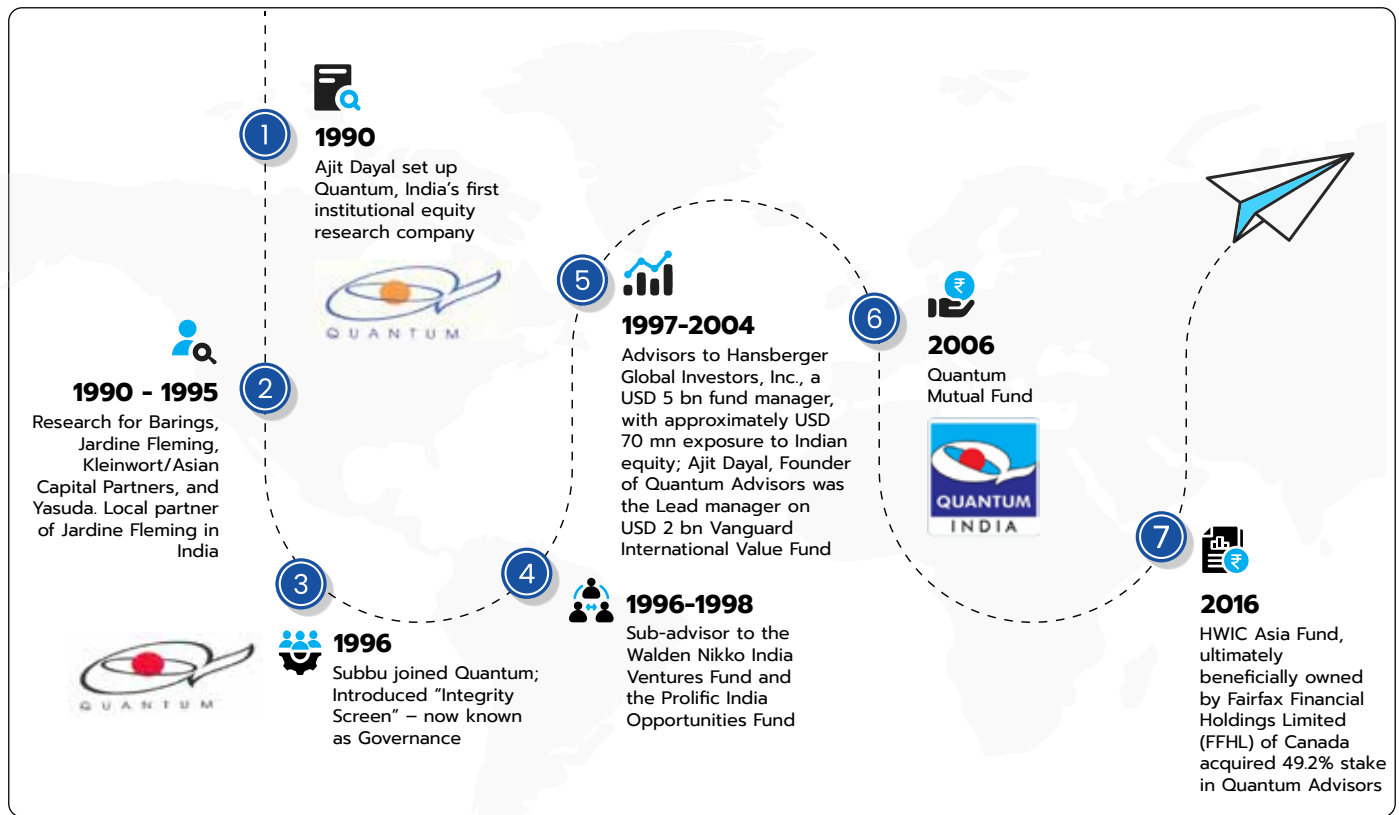 1
1990
Ajit Dayal set up
Quantum, India’s first
institutional equity
research company
QUANTUM
2
1990 - 1995
Research for Barings,
Jardine Fleming,
Kleinwort/Asian
Capital Partners, and
Yasuda. Local partner
of Jardine Fleming in
India
3
1996
Subbu joined Quantum;
Introduced “Integrity
Screen” – now known
as Governance
QUANTUM
4
1996-1998
Sub-advisor to the
Walden Nikko India
Ventures Fund and
the Prolific India
Opportunities Fund
5
1997-2004
Advisors to Hansberger
Global Investors, Inc., a
USD 5 bn fund manager,
with approximately USD
70 mn exposure to Indian
equity; Ajit Dayal, Founder
of Quantum Advisors was
the Lead manager on
USD 2 bn Vanguard
International Value Fund
6
₹
2006
Quantum
Mutual Fund
QUANTUM
INDIA
7
₹
2016
HWIC Asia Fund,
ultimately
beneficially owned
by Fairfax Financial
Holdings Limited
(FFHL) of Canada
acquired 49.2% stake
in Quantum Advisors